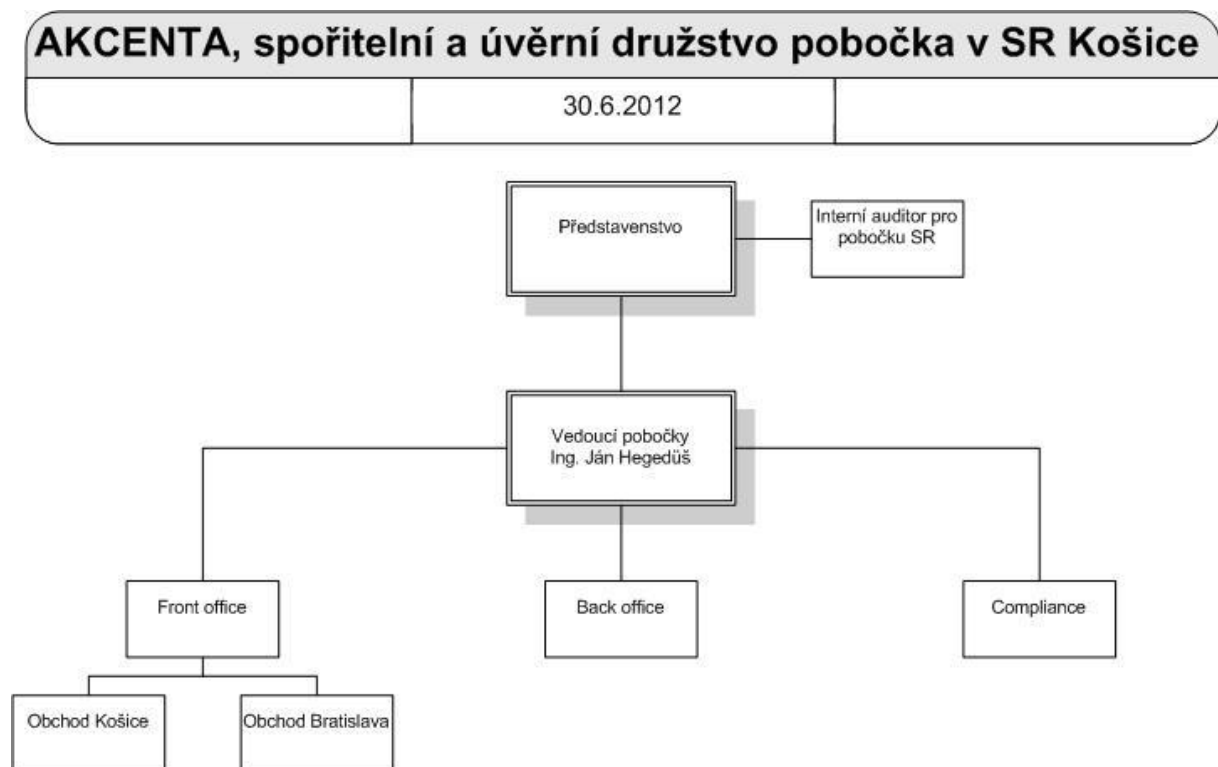 AKCENTA, spořitelní a úvěrní družstvo pobočka v SR Košice
30.6.2012
Představenstvo
Interní auditor pro
pobočku SR
Vedoucí pobočky
Ing. Ján Hegedüš
Front office
Back office
Compliance
Obchod Košice
Obchod Bratislava